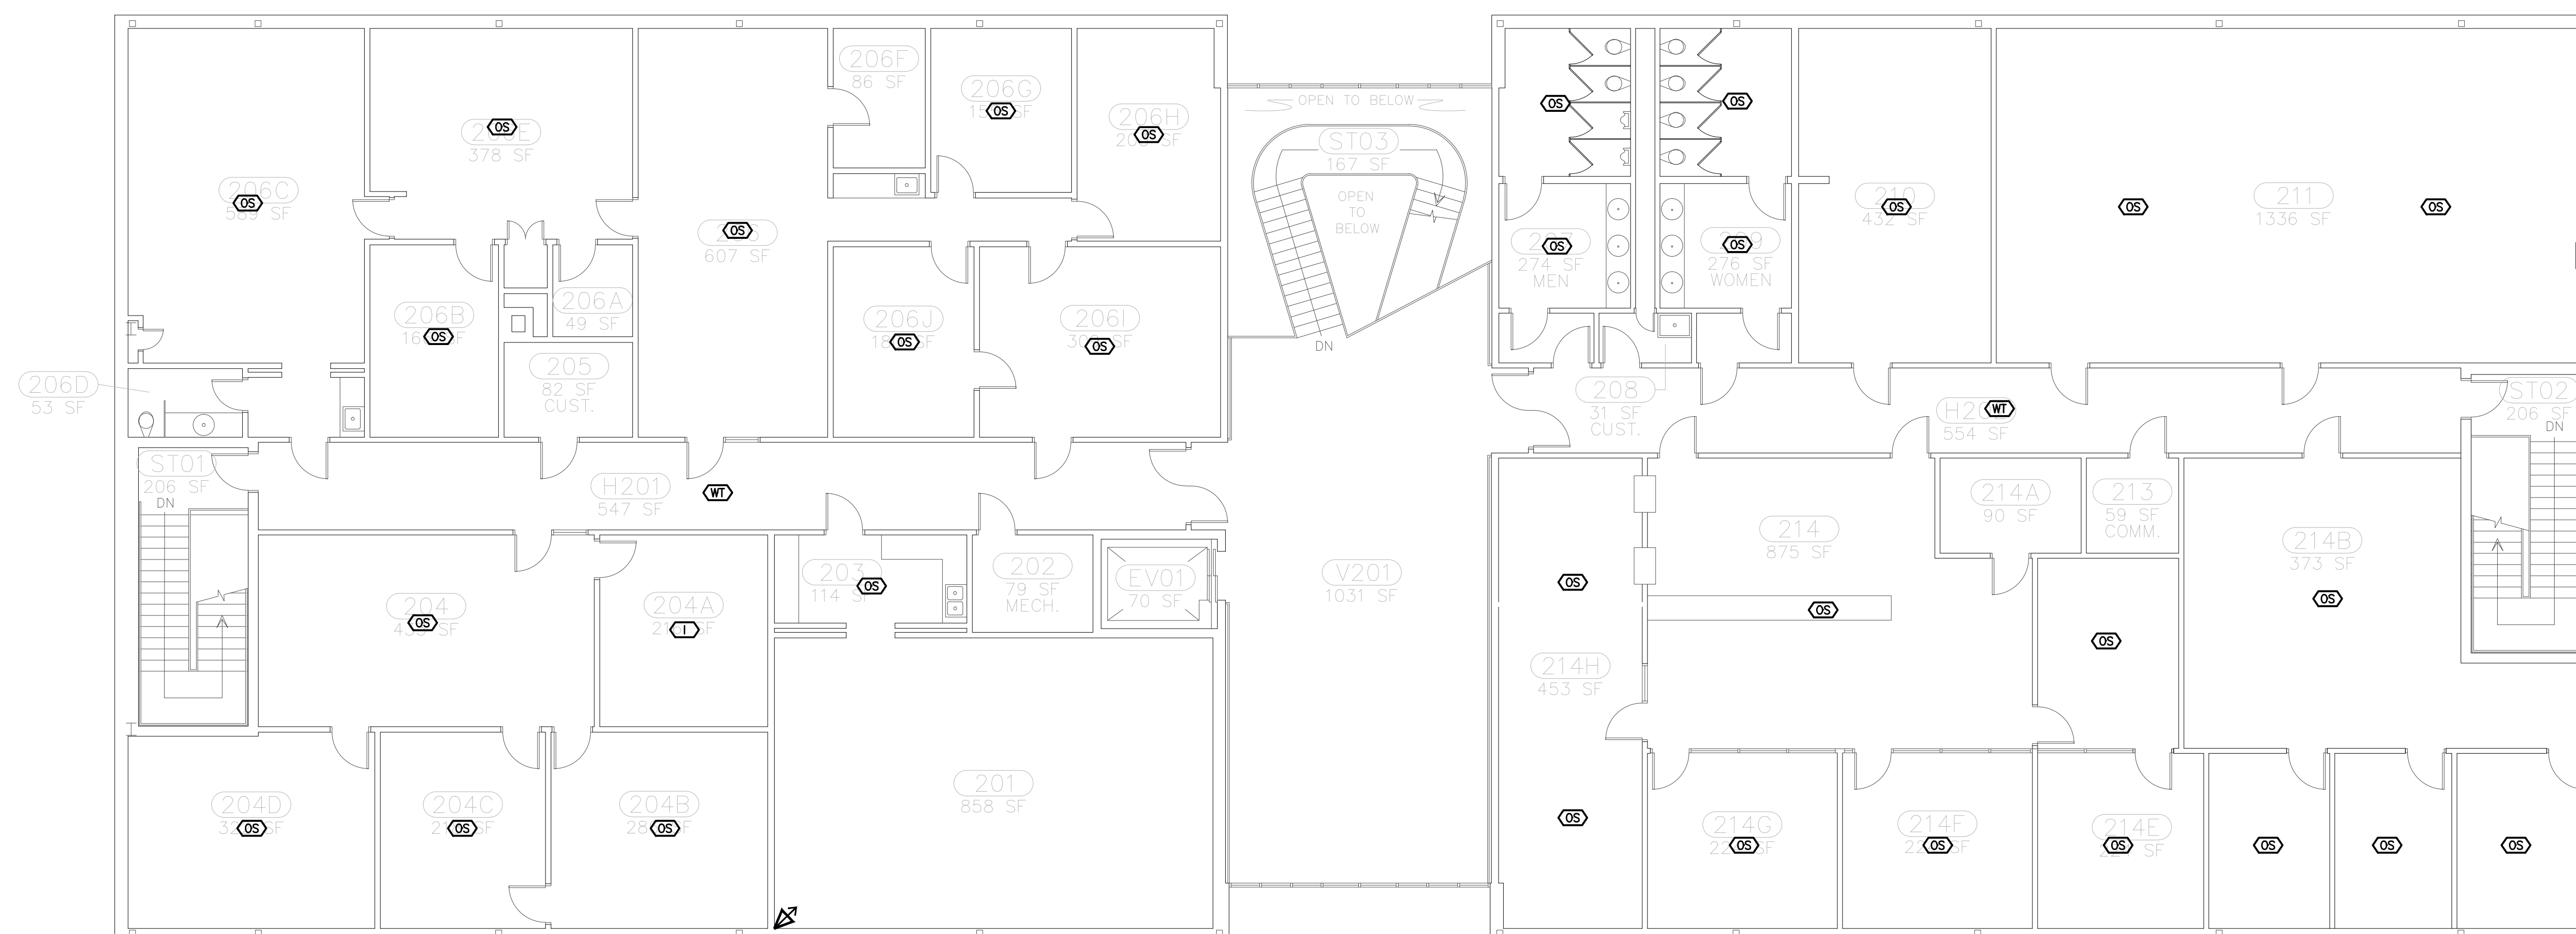 206F
86 SF
206G
OS
206H
OS
OS
378 SF
206C
OS
OS
607 SF
206B
OS
206A
49 SF
205
82 SF
CUST.
206J
OS
206I
OS
206D
53 SF
OPEN TO BELOW
ST03
167 SF
OPEN
TO
BELOW
DN
OS
OS
OS
274 SF
MEN
OS
276 SF
WOMEN
208
31 SF
CUST.
210
OS
OS
211
1336 SF
OS
WT
554 SF
ST02
206 SF
DN
ST01
206 SF
DN
H201
547 SF
WT
204
OS
204A
I
203
114
OS
202
79 SF
MECH.
EV01
70 SF
204D
OS
204C
OS
204B
OS
201
858 SF
V201
1031 SF
OS
214H
453 SF
OS
214
875 SF
OS
214A
90 SF
213
59 SF
COMM.
OS
214B
373 SF
OS
214G
OS
214F
OS
214E
OS
OS
OS
OS